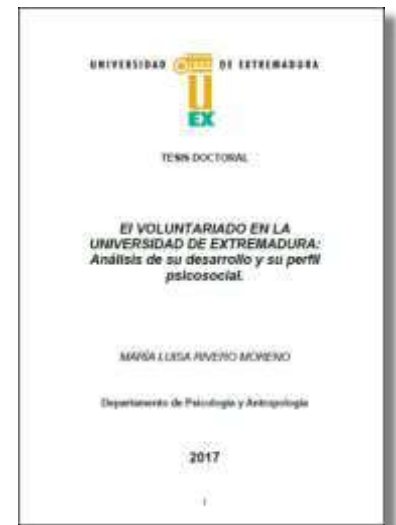 UNIVERSIDAD DE EXTREMADURA
UEX
TESIS DOCTORAL
El VOLUNTARIADO EN LA
UNIVERSIDAD DE EXTREMADURA:
Análisis de su desarrollo y su perfil
psicosocial.
MARÍA LUISA RIVERO MORENO
Departamento de Psicología y Antropología
2017
1